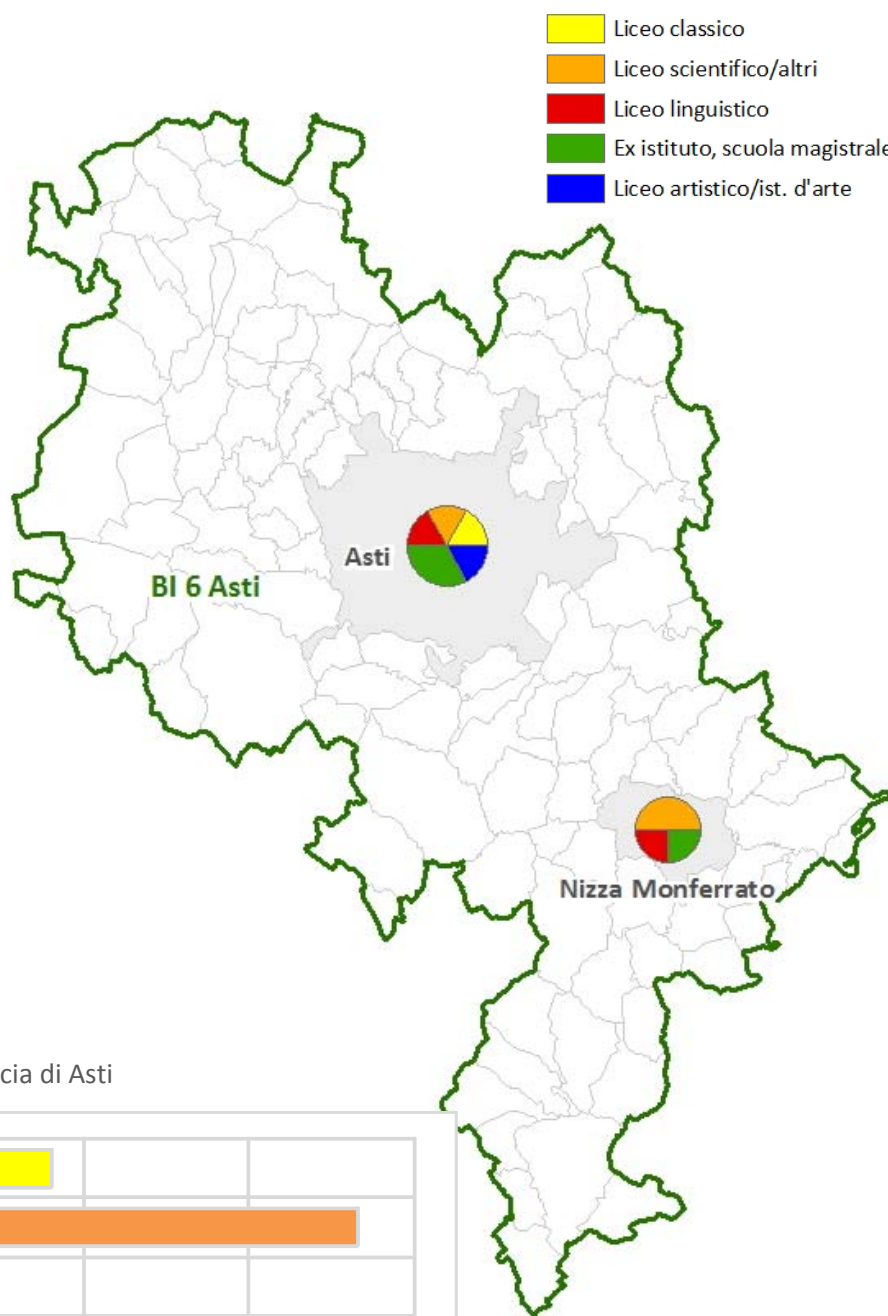 Liceo classico
Liceo scientifico/altri
Liceo linguistico
Ex istituto, scuola magistrale
Liceo artistico/ist. d'arte
Asti
BI 6 Asti
Nizza Monferrato
cia di Asti